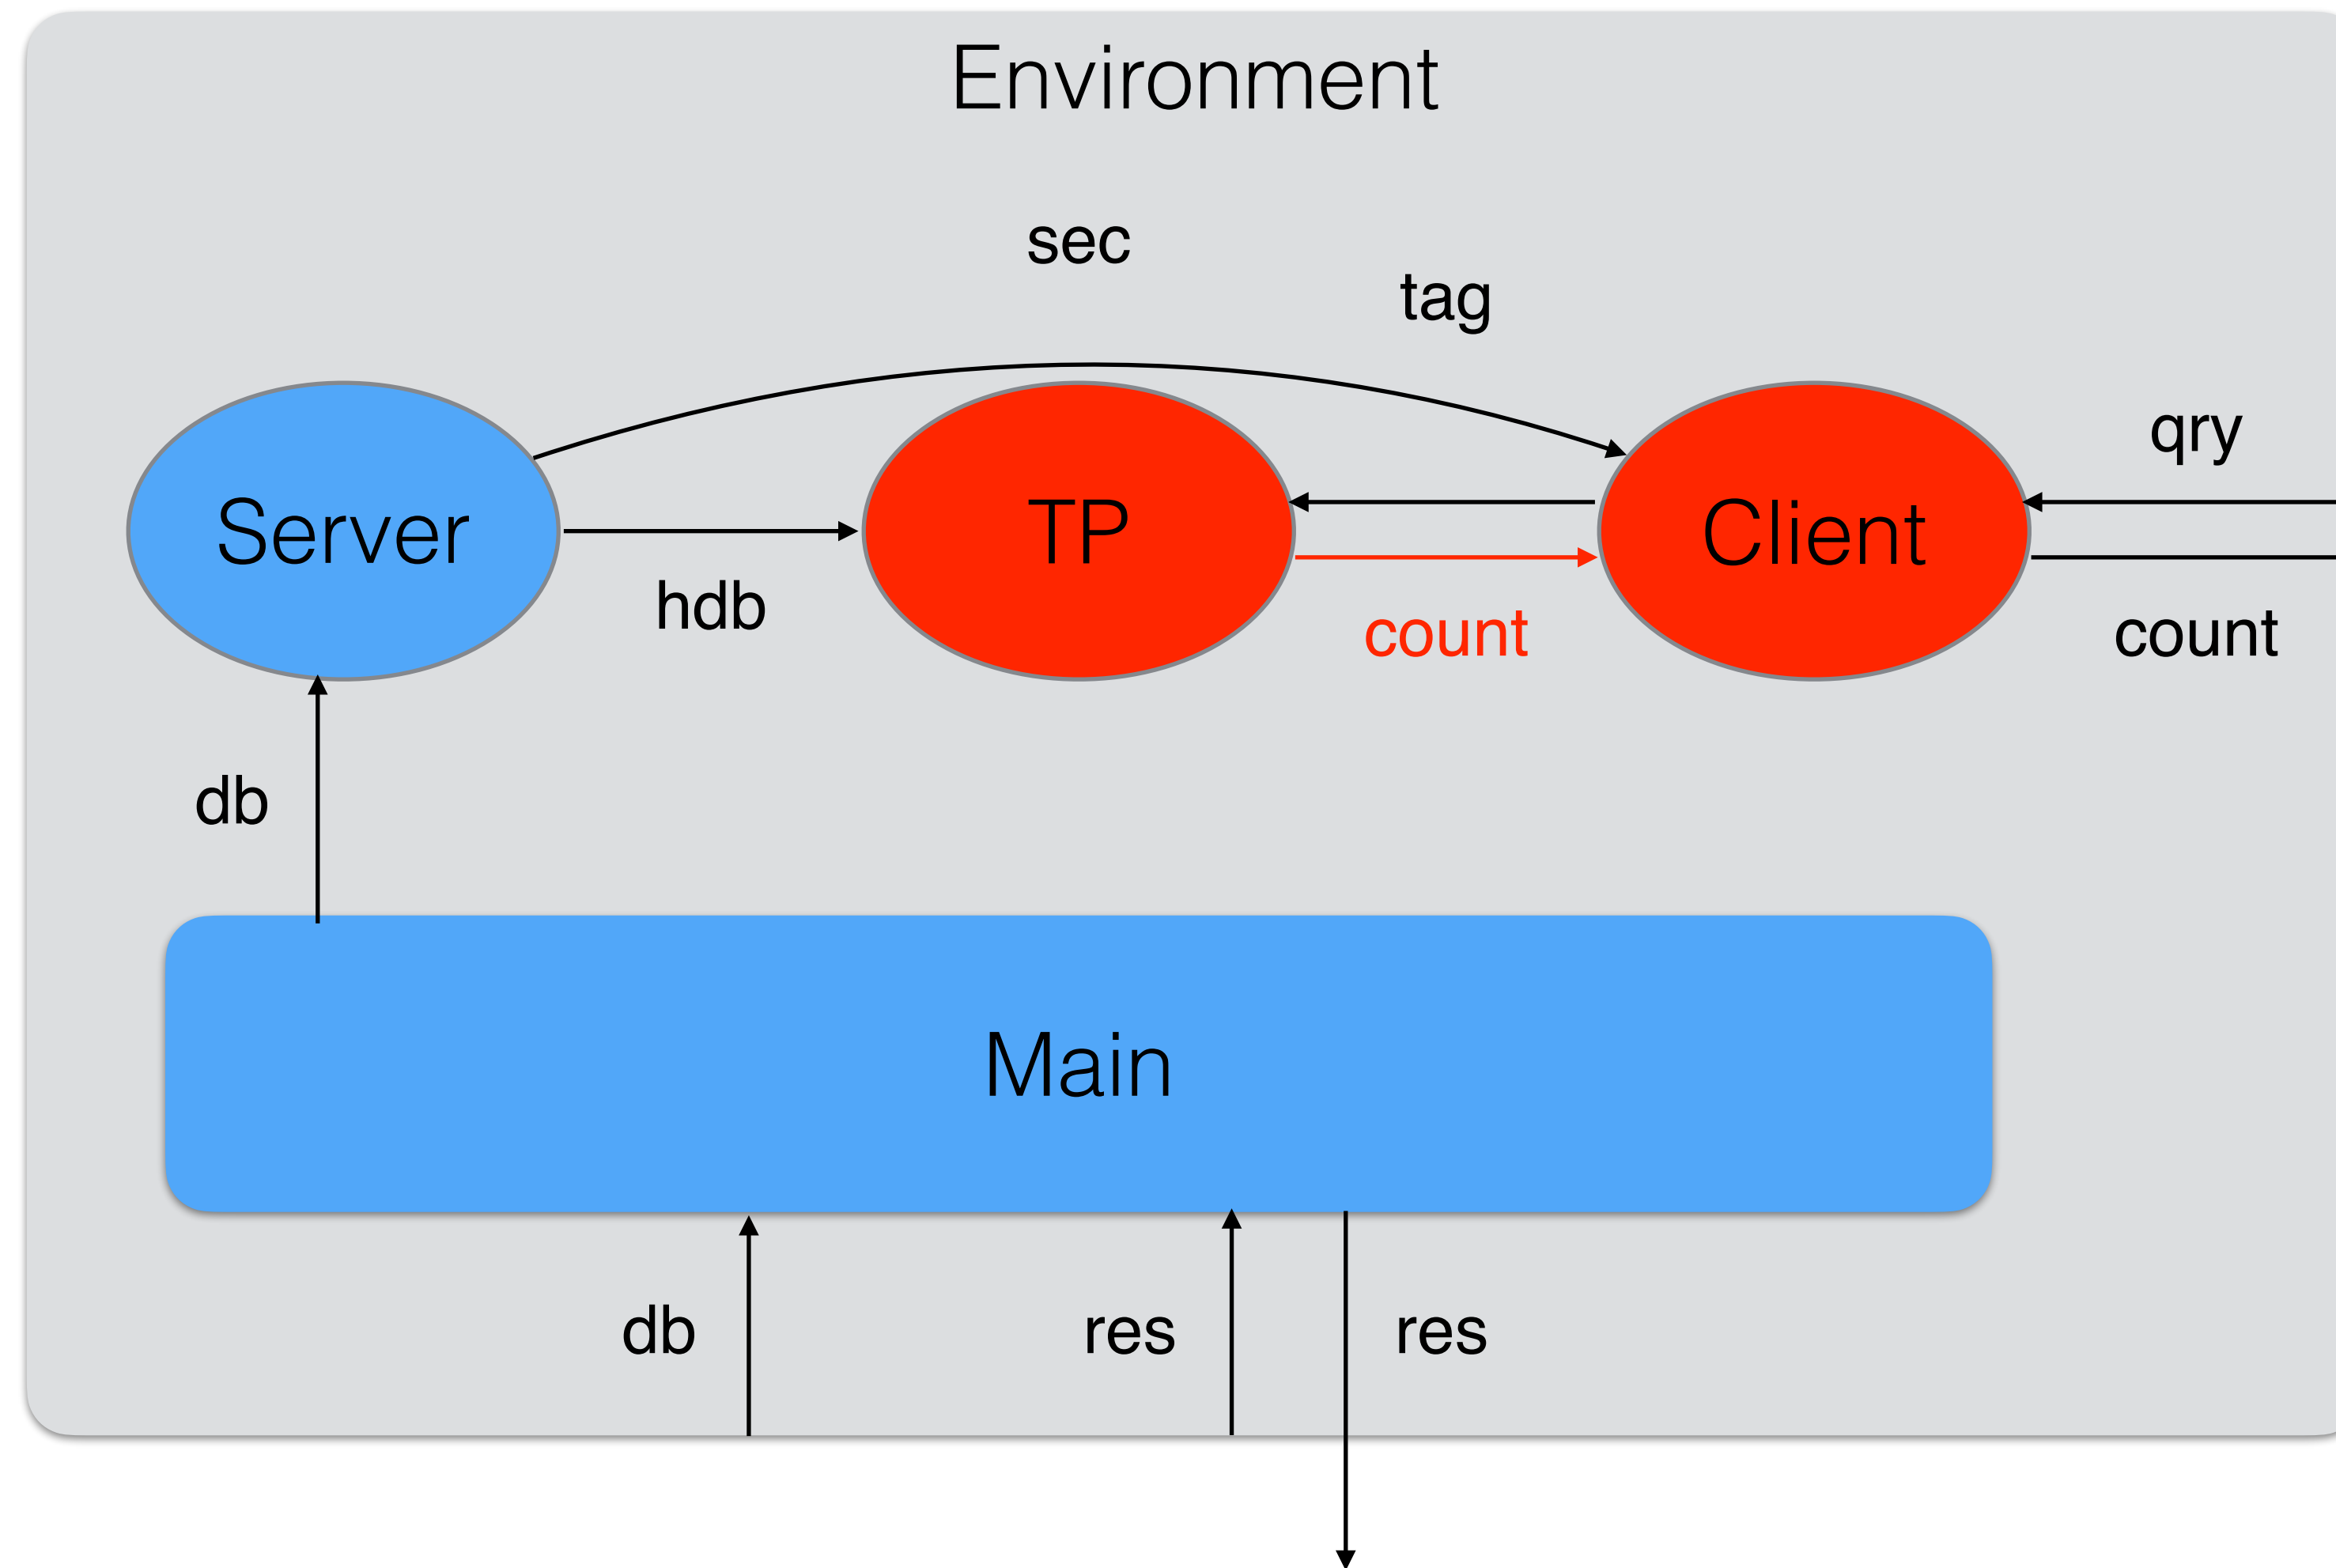 Environment
sec
tag
qry
Server
TP
Client
hdb
count
count
db
Main
db
res
res